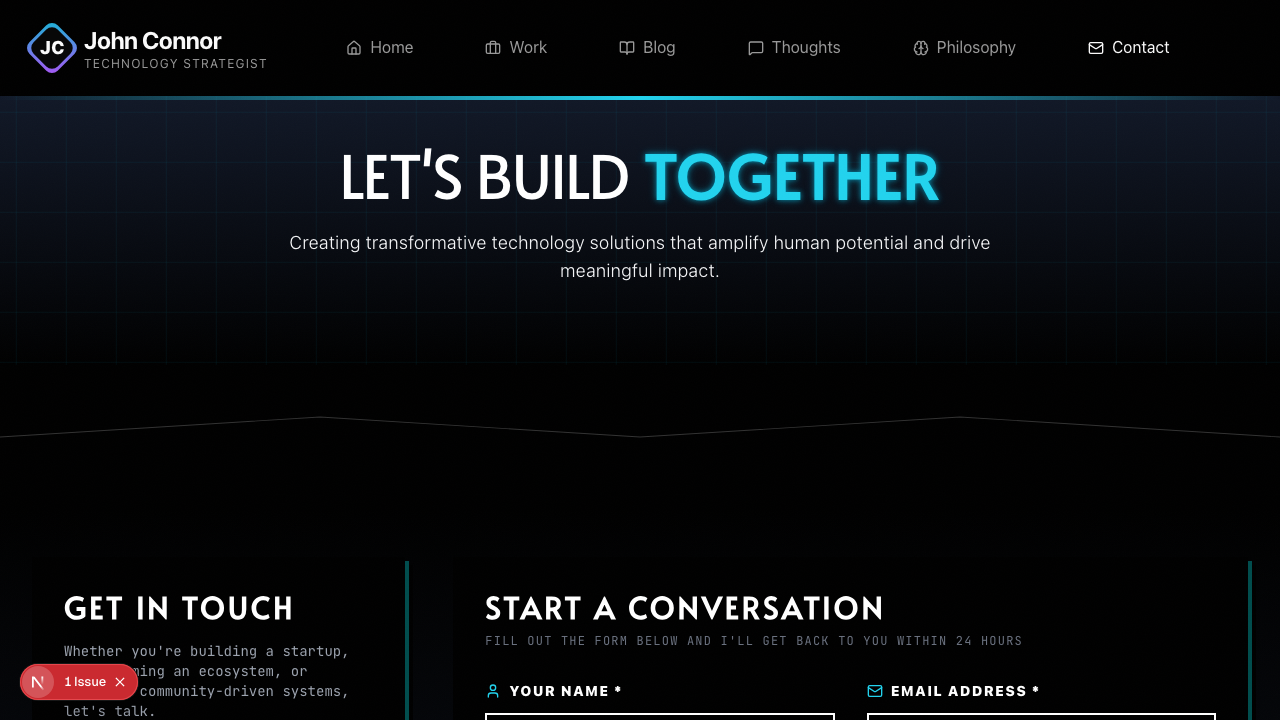 JC
John Connor
TECHNOLOGY STRATEGIST
Home
Work
Blog
Thoughts
Philosophy
Contact
LET'S BUILD TOGETHER
Creating transformative technology solutions that amplify human potential and drive
meaningful impact.
GET IN TOUCH
Whether you're building a startup,
an ecosystem, or
community-driven systems,
let's talk.
N
1 Issue
START A CONVERSATION
FILL OUT THE FORM BELOW AND I'LL GET BACK TO YOU WITHIN 24 HOURS
YOUR NAME *
EMAIL ADDRESS *